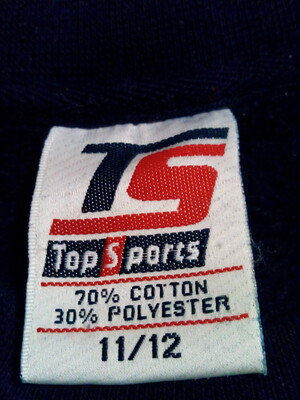 TS
Top Sports
70% COTTON
30% POLYESTER
11/12